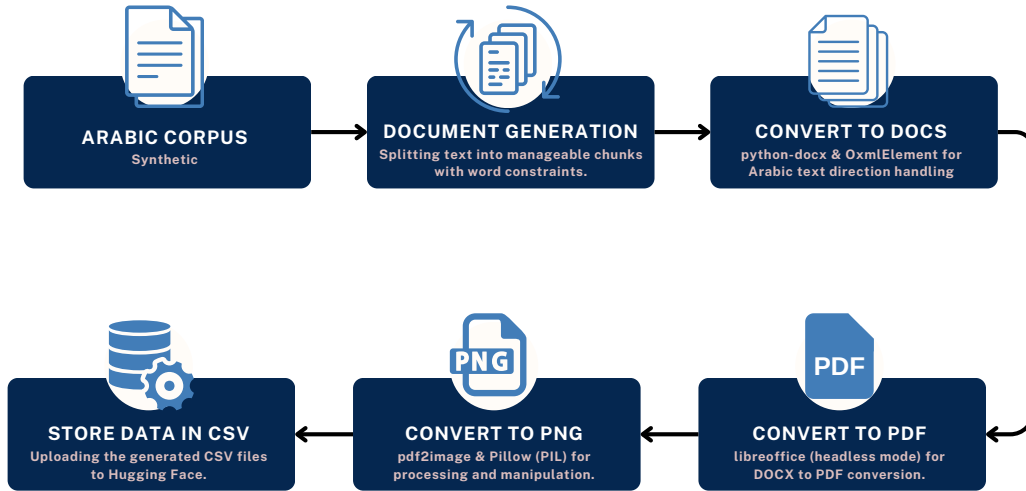 ARABIC CORPUS
Synthetic
DOCUMENT GENERATION
Splitting text into manageable chunks
with word constraints.
CONVERT TO DOCS
python-docx & OxmlElement for
Arabic text direction handling
PDF
CONVERT TO PDF
libreoffice (headless mode) for
DOCX to PDF conversion.
PNG
CONVERT TO PNG
pdf2image & Pillow (PIL) for
processing and manipulation.
STORE DATA IN CSV
Uploading the generated CSV files
to Hugging Face.